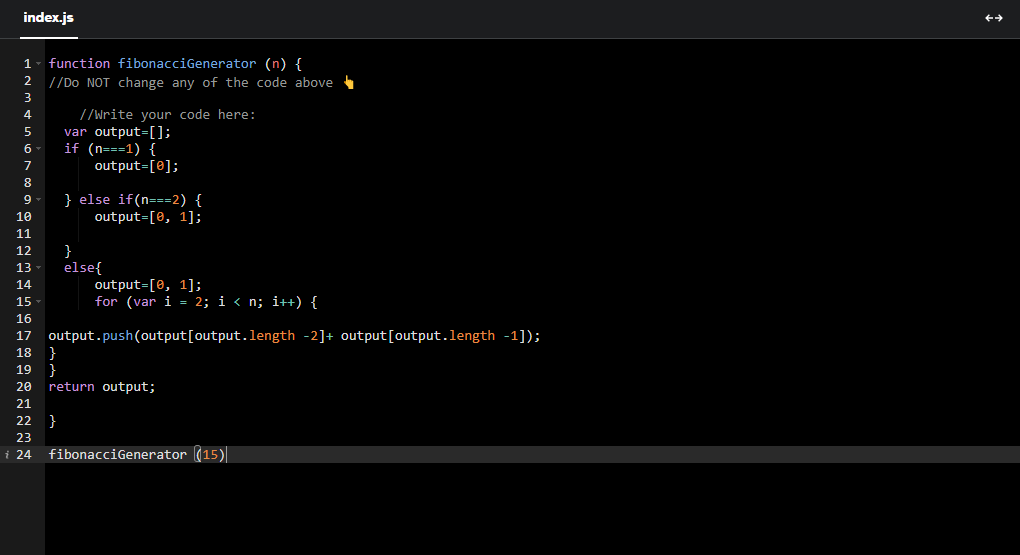 index.js
1 function fibonacciGenerator (n) {
2 //Do NOT change any of the code above 👆
3
4     //Write your code here:
5   var output=[];
6   if (n===1) {
7       output=[0];
8
9   } else if(n===2) {
10       output=[0, 1];
11
12   }
13   else{
14       output=[0, 1];
15       for (var i = 2; i < n; i++) {
16
17 output.push(output[output.length -2]+ output[output.length -1]);
18 }
19 }
20 return output;
21
22 }
23
i 24 fibonacciGenerator (15)